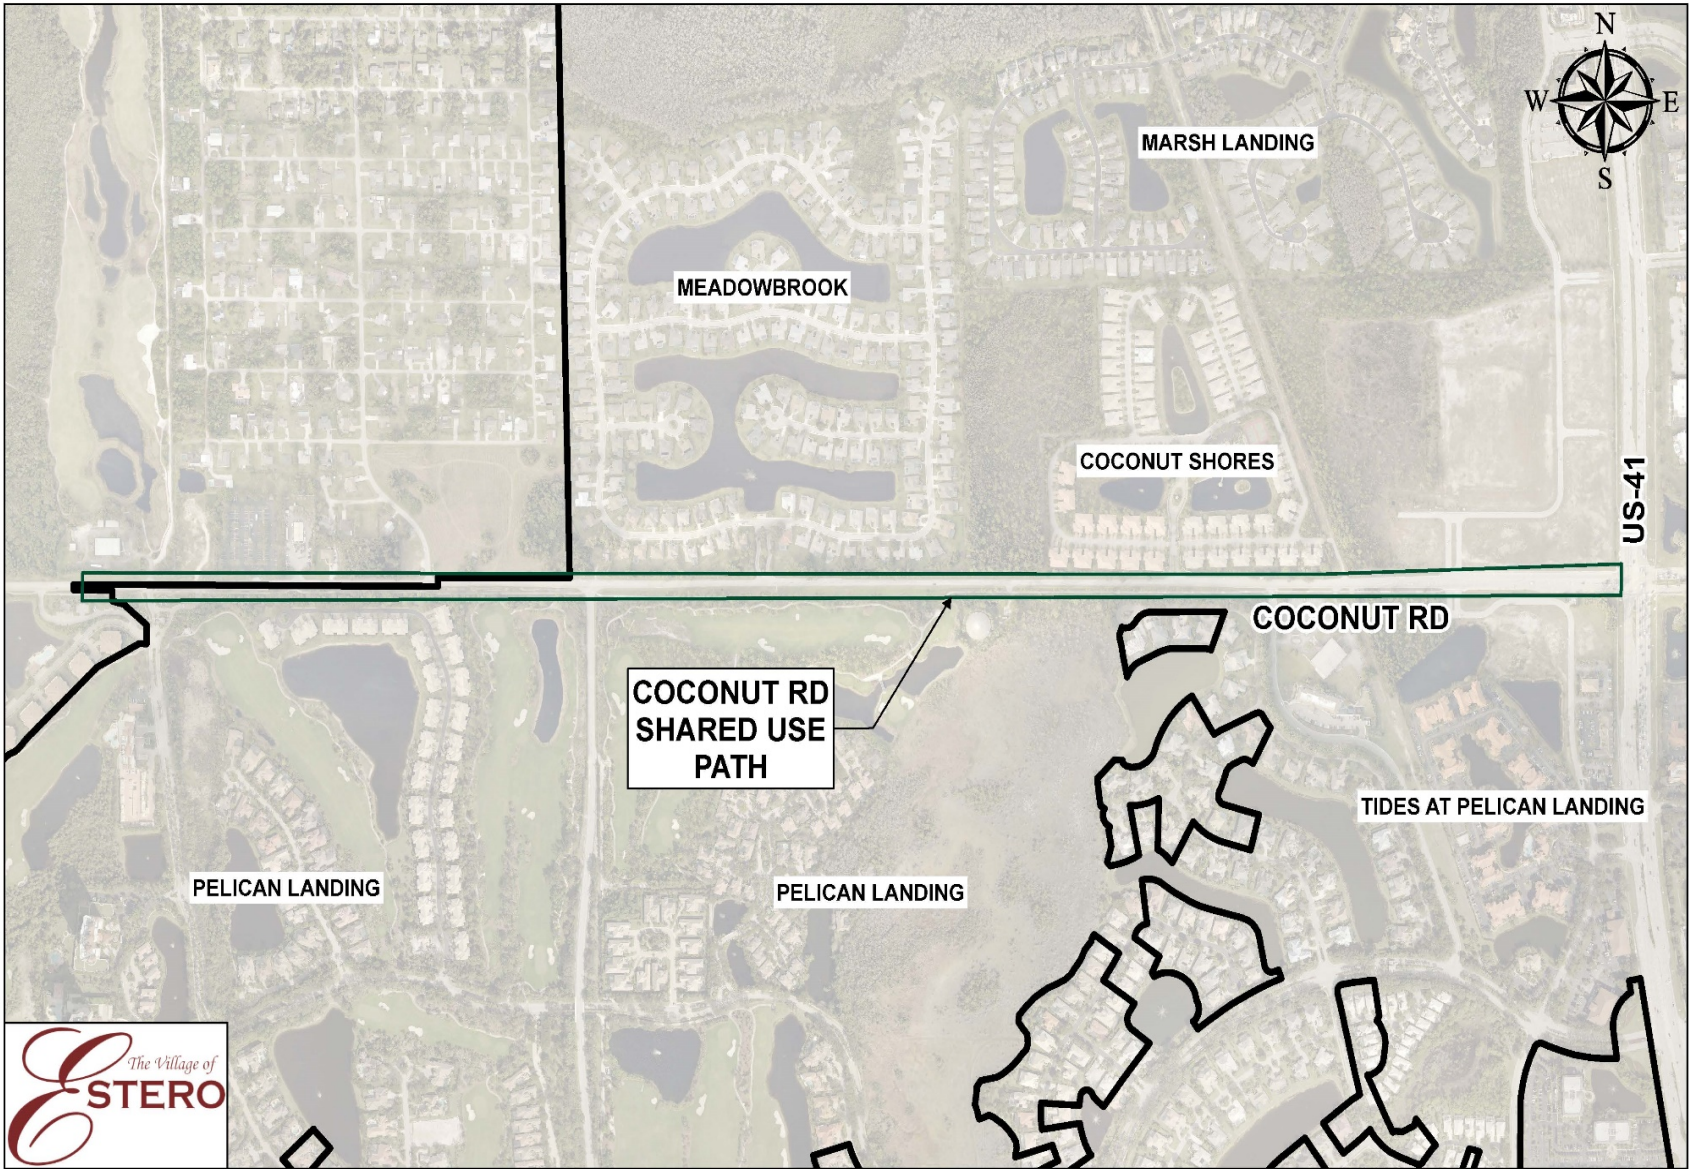 N
W
E
S
MARSH LANDING
MEADOWBROOK
COCONUT SHORES
US-41
COCONUT RD
COCONUT RD
SHARED USE
PATH
TIDES AT PELICAN LANDING
PELICAN LANDING
PELICAN LANDING
The Village of
ESTERO